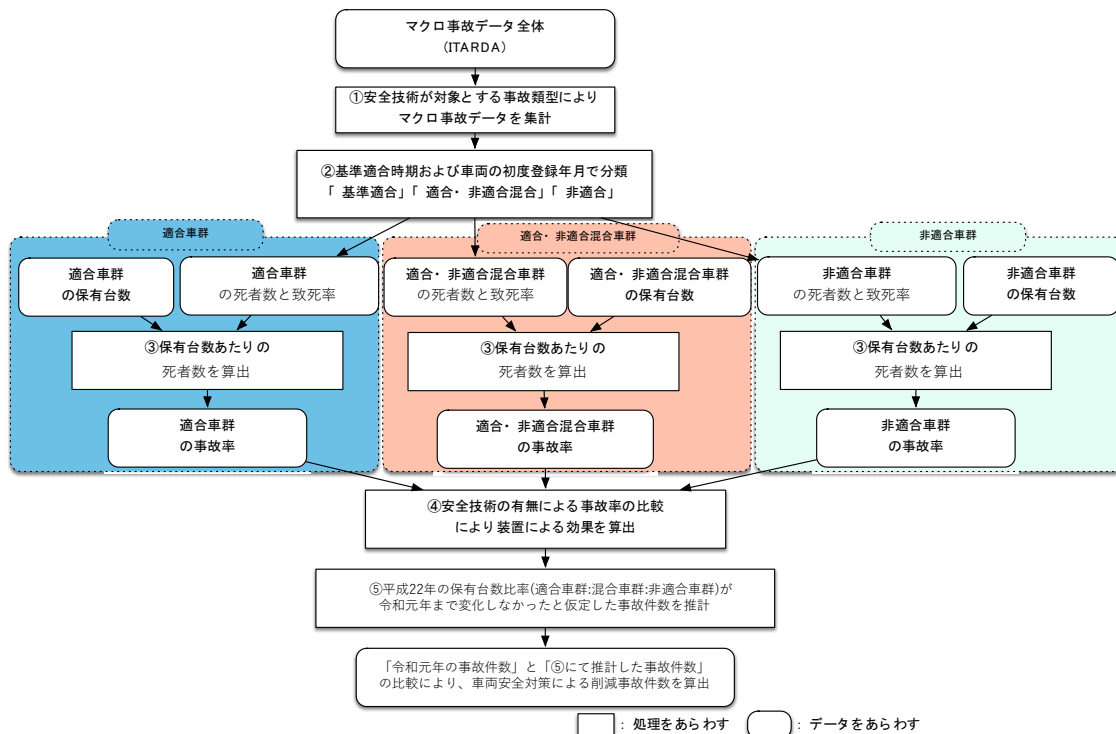 マクロ事故データ全体
(ITARDA)
①安全技術が対象とする事故類型により
マクロ事故データを集計
②基準適合時期および車両の初度登録年月で分類
「基準適合」「適合・非適合混合」「非適合」
適合車群
適合車群
の保有台数
適合車群
の死者数と致死率
③保有台数あたりの
死者数を算出
適合車群
の事故率
適合・非適合混合車群
適合・非適合混合車群
の死者数と致死率
適合・非適合混合車群
の保有台数
③保有台数あたりの
死者数を算出
適合・非適合混合車群
の事故率
非適合車群
非適合車群
の死者数と致死率
非適合車群
の保有台数
③保有台数あたりの
死者数を算出
非適合車群
の事故率
④安全技術の有無による事故率の比較
により装置による効果を算出
⑤平成22年の保有台数比率(適合車群:混合車群:非適合車群)が
令和元年まで変化しなかったと仮定した事故件数を推計
「令和元年の事故件数」と「⑤にて推計した事故件数」
の比較により、車両安全対策による削減事故件数を算出
：処理をあらわす
：データをあらわす